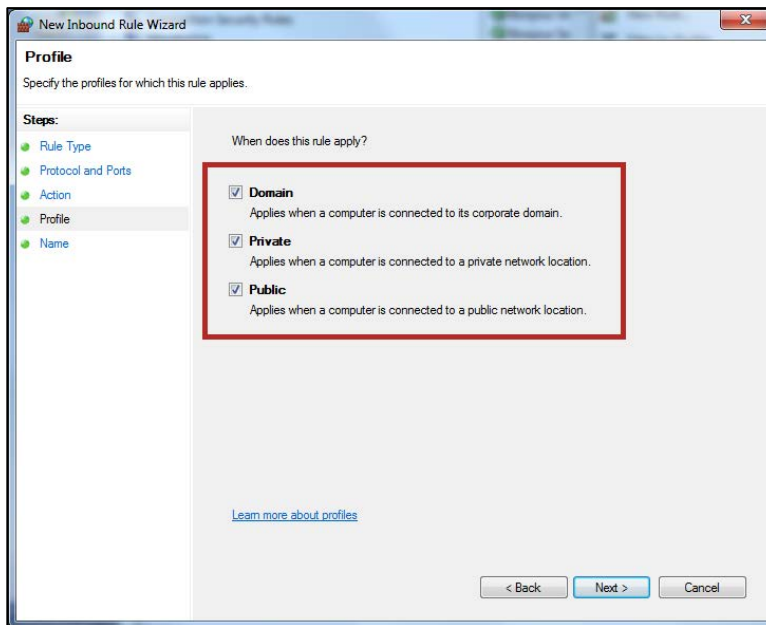 New Inbound Rule Wizard
Profile
Specify the profiles for which this rule applies.
Steps:
Rule Type
Protocol and Ports
Action
Profile
Name
When does this rule apply?
Domain
Applies when a computer is connected to its corporate domain.
Private
Applies when a computer is connected to a private network location.
Public
Applies when a computer is connected to a public network location.
Learn more about profiles
< Back
Next >
Cancel